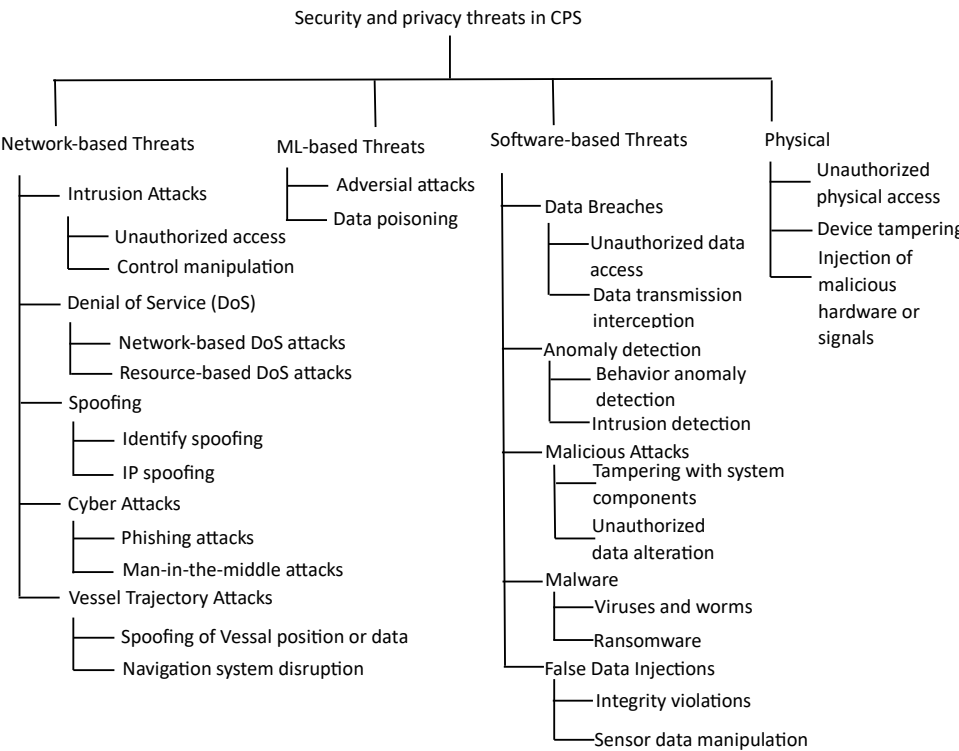 Security and privacy threats in CPS
Network-based Threats
Intrusion Attacks
Unauthorized access
Control manipulation
Denial of Service (DoS)
Network-based DoS attacks
Resource-based DoS attacks
Spoofing
Identify spoofing
IP spoofing
Cyber Attacks
Phishing attacks
Man-in-the-middle attacks
Vessel Trajectory Attacks
Spoofing of Vessal position or data
Navigation system disruption
ML-based Threats
Adversial attacks
Data poisoning
Software-based Threats
Data Breaches
Unauthorized data
access
Data transmission
interception
Anomaly detection
Behavior anomaly
detection
Intrusion detection
Malicious Attacks
Tampering with system
components
Unauthorized
data alteration
Malware
Viruses and worms
Ransomware
False Data Injections
Integrity violations
Sensor data manipulation
Physical
Unauthorized
physical access
Device tampering
Injection of
malicious
hardware or
signals